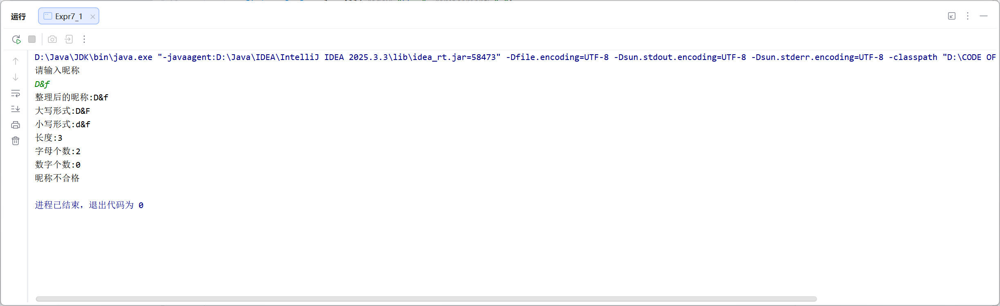 运行 Expr7_1
D:\Java\JDK\bin\java.exe "-javaagent:D:\Java\IDEA\IntelliJ IDEA 2025.3.3\lib\idea_rt.jar=58473" -Dfile.encoding=UTF-8 -Dsun.stdout.encoding=UTF-8 -Dsun.stderr.encoding=UTF-8 -classpath "D:\CODE OF
请输入昵称
D&f
整理后的昵称:D&f
大写形式:D&F
小写形式:d&f
长度:3
字母个数:2
数字个数:0
昵称不合格
进程已结束，退出代码为 0